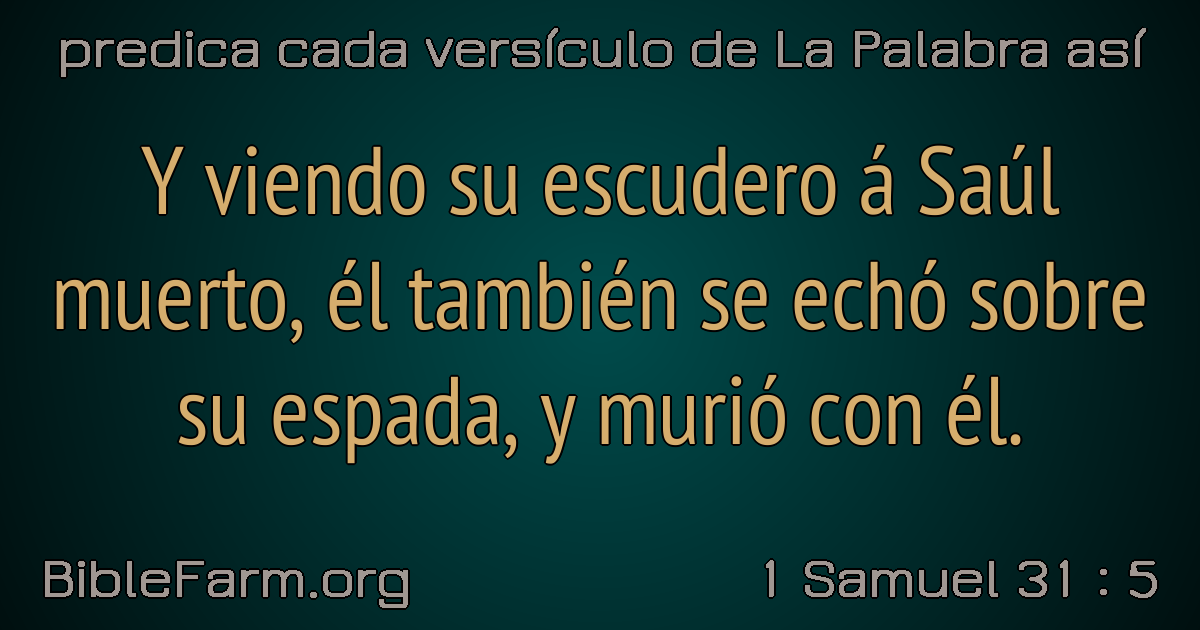 predica cada versículo de La Palabra así
Y viendo su escudero á Saúl
muerto, él también se echó sobre
su espada, y murió con él.
BibleFarm.org
1 Samuel 31 : 5